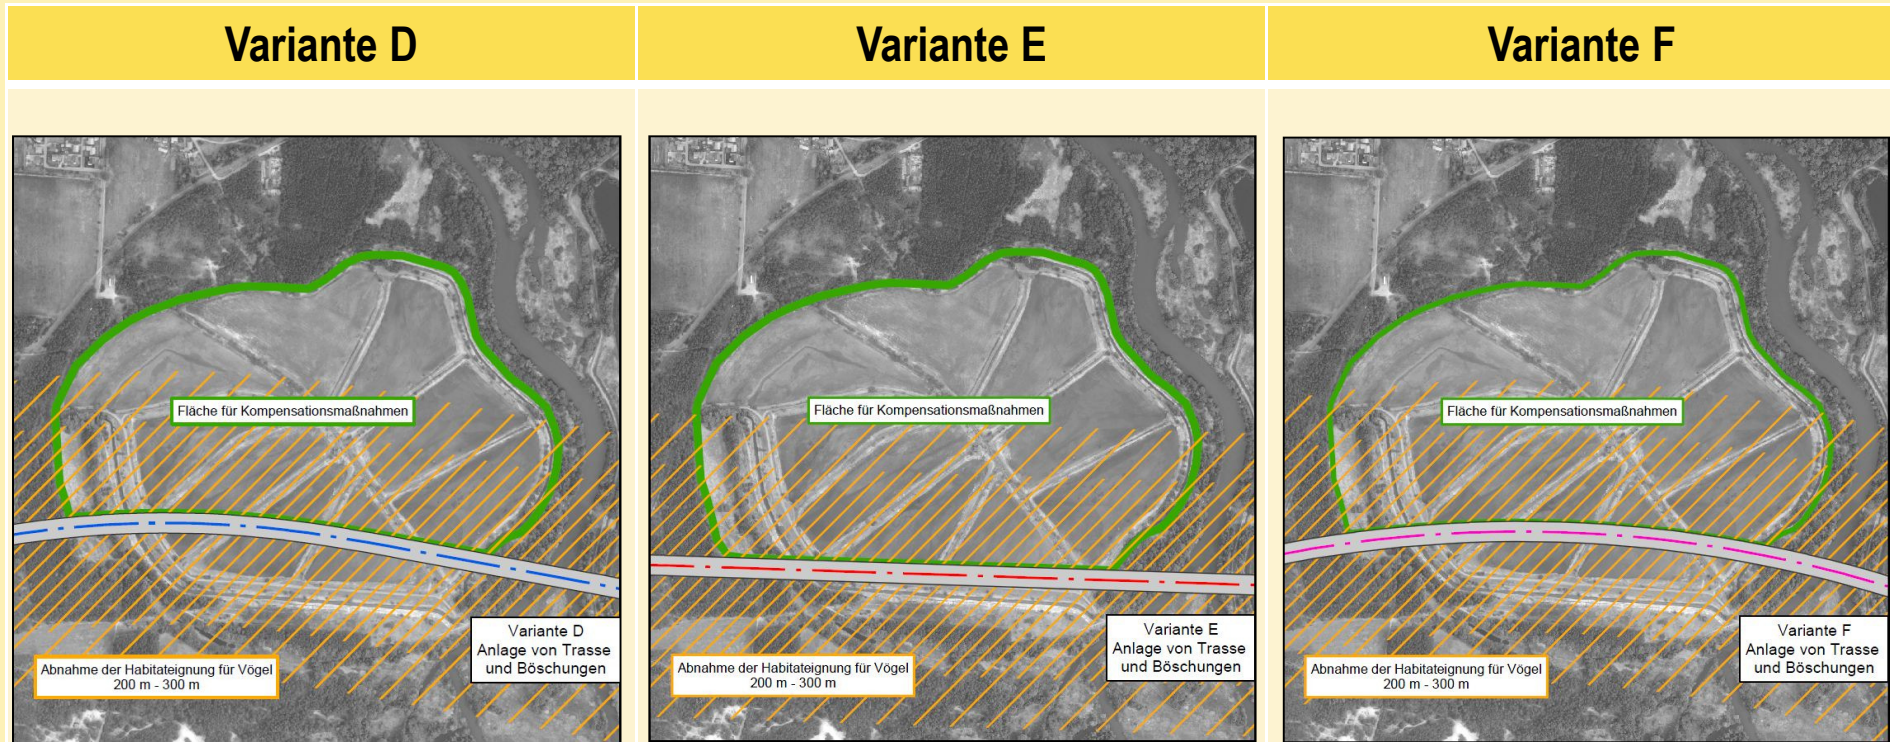 Variante D
Variante E
Variante F
Fläche für Kompensationsmaßnahmen
Variante D
Anlage von Trasse
und Böschungen
Abnahme der Habitateignung für Vögel
200 m - 300 m
Fläche für Kompensationsmaßnahmen
Variante E
Anlage von Trasse
und Böschungen
Abnahme der Habitateignung für Vögel
200 m - 300 m
Fläche für Kompensationsmaßnahmen
Variante F
Anlage von Trasse
und Böschungen
Abnahme der Habitateignung für Vögel
200 m - 300 m